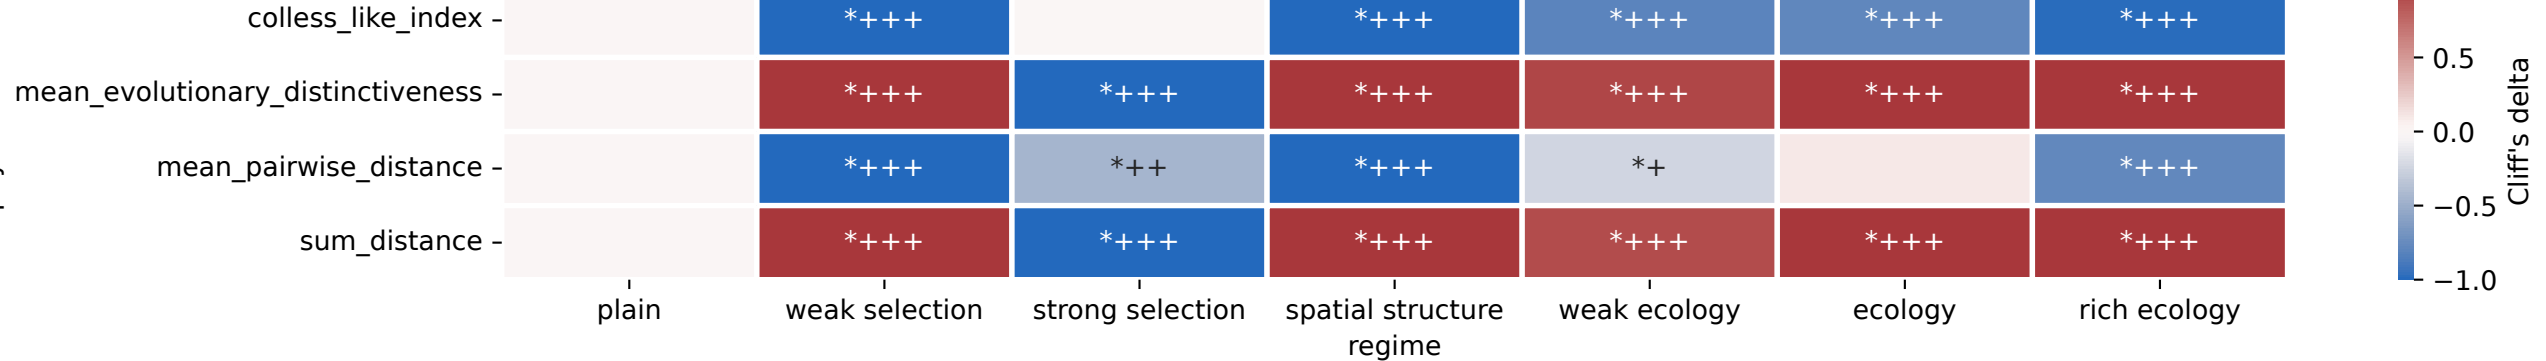 colless_like_index *+++ *+++ *+++ *+++ *+++
mean_evolutionary_distinctiveness *+++ *+++ *+++ *+++ *+++ *+++
mean_pairwise_distance *+++ *++ *+++ *+ *+++
sum_distance *+++ *+++ *+++ *+++ *+++ *+++
plain weak selection strong selection spatial structure weak ecology ecology rich ecology
regime
0.5
0.0
−0.5
−1.0
Cliff's delta